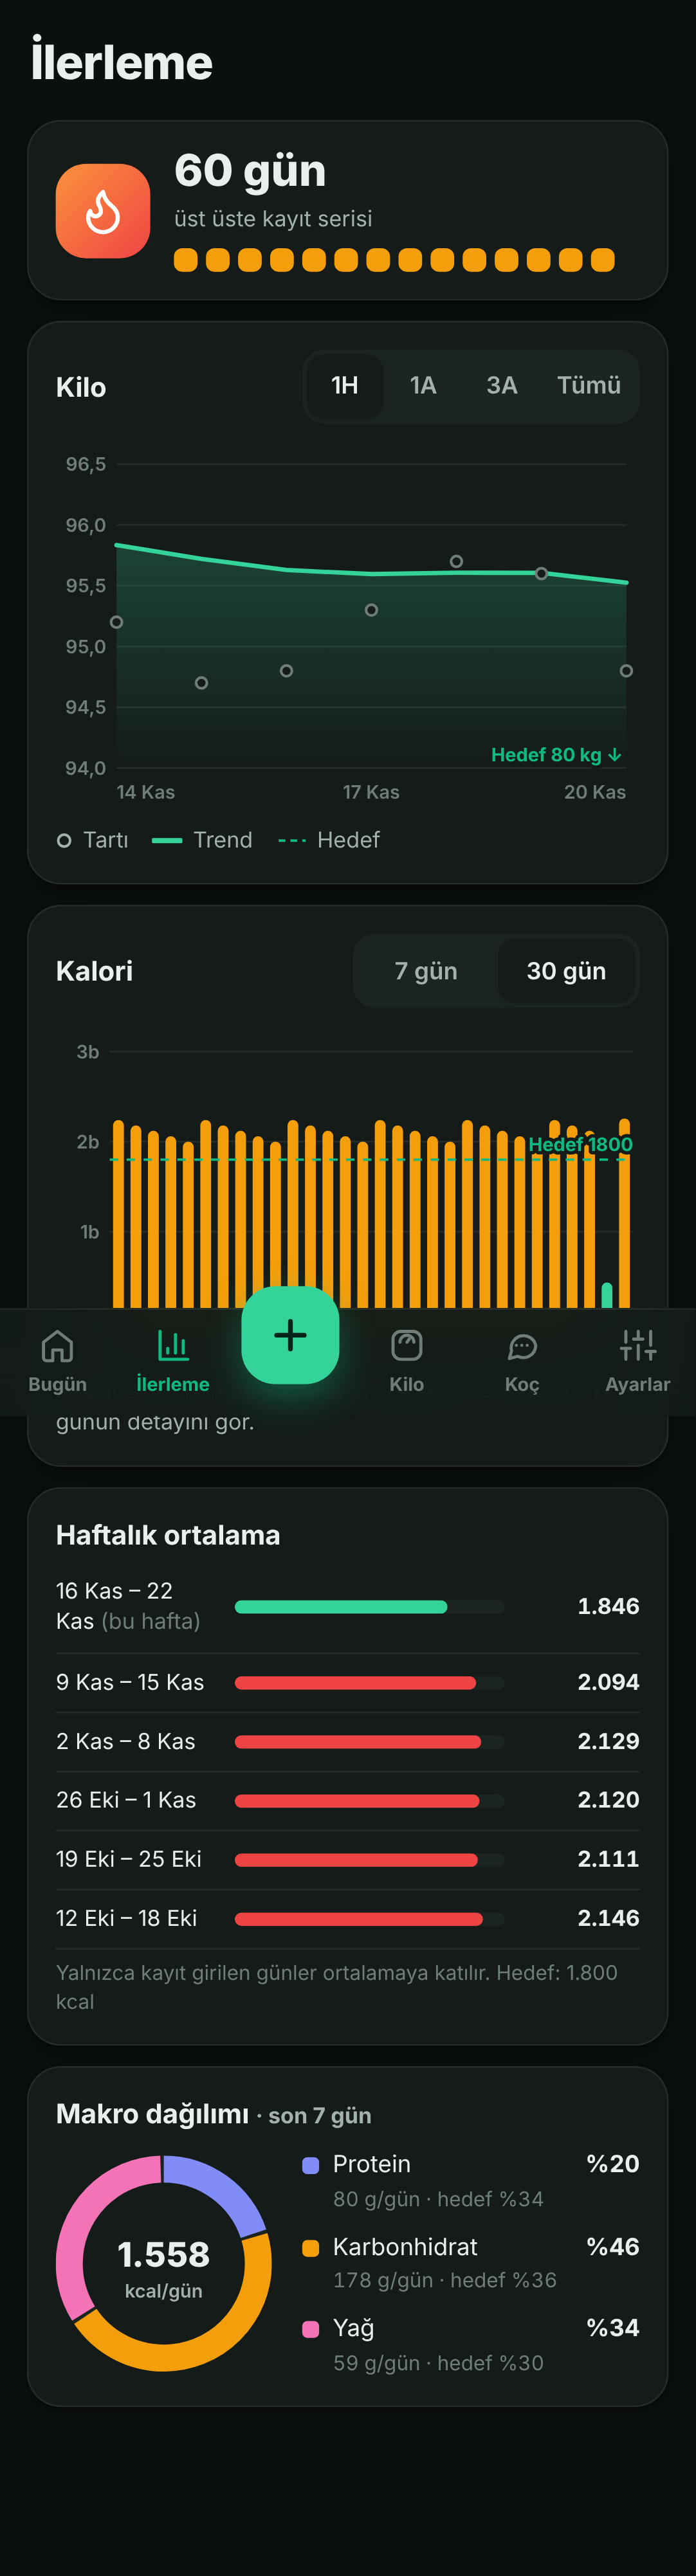 İlerleme
60 gün
üst üste kayıt serisi
Kilo
1H 1A 3A Tümü
96,5
96,0
95,5
95,0
94,5
94,0
Hedef 80 kg ↓
14 Kas 17 Kas 20 Kas
Tartı Trend Hedef
Kalori
7 gün 30 gün
3b
2b
Hedef 1800
1b
Bugün İlerleme Kilo Koç Ayarlar
günün detayını gör.
Haftalık ortalama
16 Kas – 22
Kas (bu hafta) 1.846
9 Kas – 15 Kas 2.094
2 Kas – 8 Kas 2.129
26 Eki – 1 Kas 2.120
19 Eki – 25 Eki 2.111
12 Eki – 18 Eki 2.146
Yalnızca kayıt girilen günler ortalamaya katılır. Hedef: 1.800
kcal
Makro dağılımı · son 7 gün
1.558
kcal/gün
Protein %20
80 g/gün · hedef %34
Karbonhidrat %46
178 g/gün · hedef %36
Yağ %34
59 g/gün · hedef %30